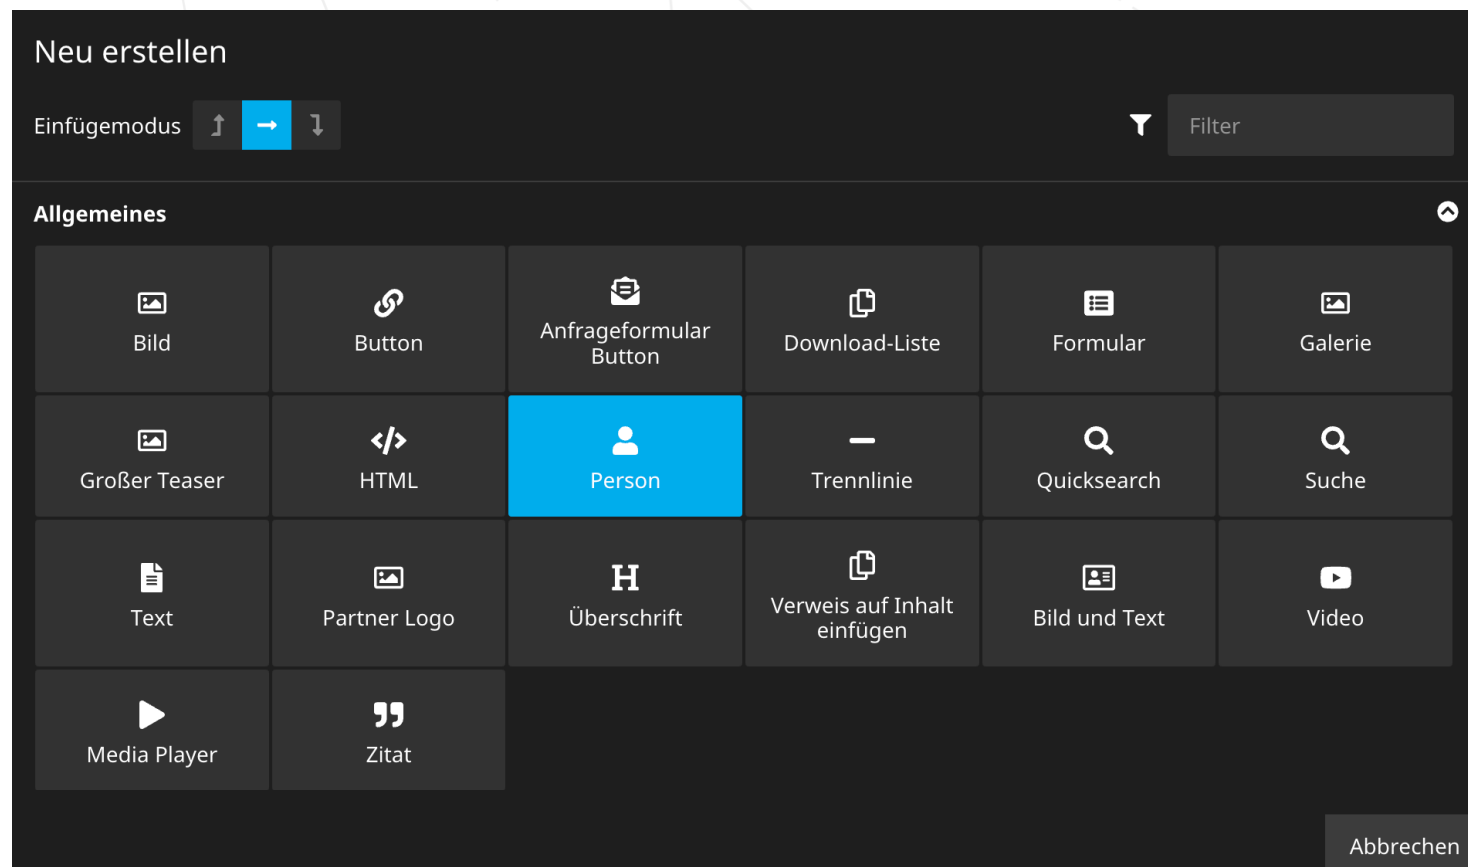 Neu erstellen
Einfügemodus
Filter
Allgemeines
Bild
Button
Anfrageformular
Button
Download-Liste
Formular
Galerie
Großer Teaser
HTML
Person
Trennlinie
Quicksearch
Suche
Text
Partner Logo
Überschrift
Verweis auf Inhalt
einfügen
Bild und Text
Video
Media Player
Zitat
Abbrechen